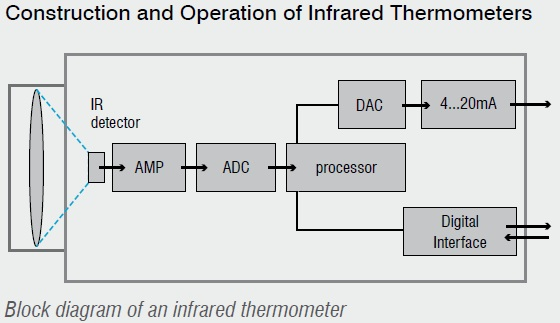 Construction and Operation of Infrared Thermometers
IR
detector
AMP
ADC
processor
DAC
4...20mA
Digital
Interface
Block diagram of an infrared thermometer